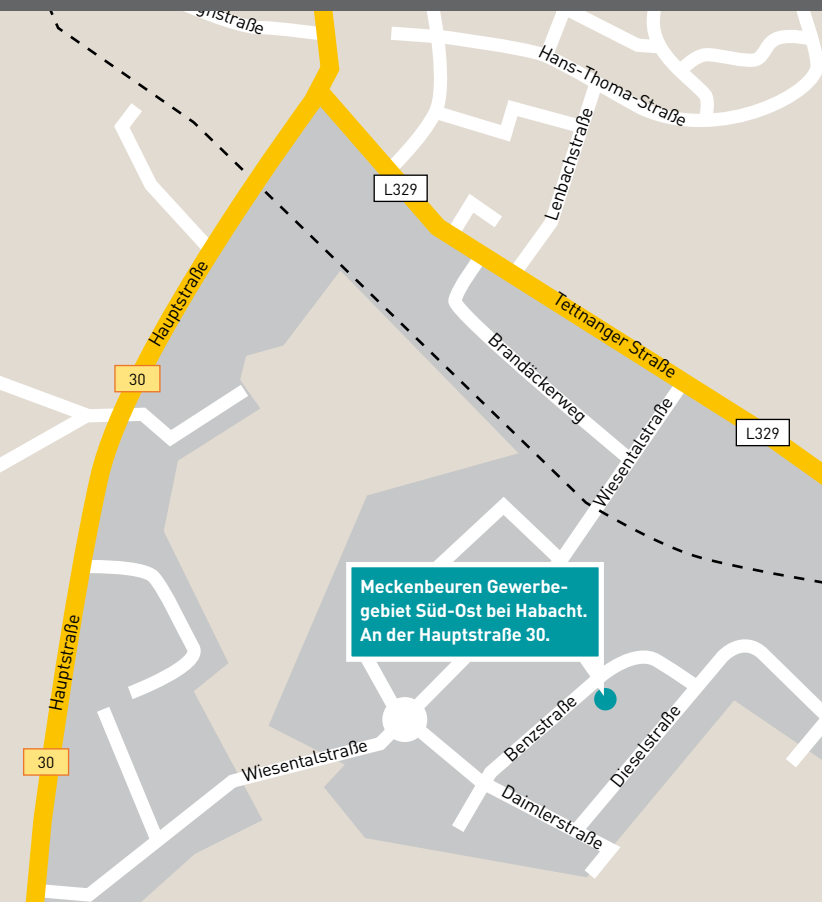 Hans-Thoma-Straße
Lenbachstraße
L329
Hauptstraße
Tettnanger Straße
Brandäckerweg
30
Wiesentalstraße
L329
Meckenbeuren Gewerbe-
gebiet Süd-Ost bei Habacht.
An der Hauptstraße 30.
Hauptstraße
Benzstraße
Dieselstraße
30
Wiesentalstraße
Daimlerstraße